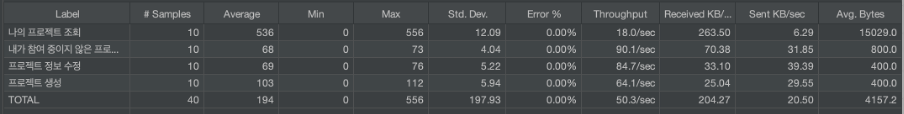 Label # Samples Average Min Max Std. Dev. Error % Throughput Received KB/... Sent KB/sec Avg. Bytes
나의 프로젝트 조회 10 536 0 556 12.09 0.00% 18.0/sec 263.50 6.29 15029.0
내가 참여 중이지 않은 프로... 10 68 0 73 4.04 0.00% 90.1/sec 70.38 31.85 800.0
프로젝트 정보 수정 10 69 0 76 5.22 0.00% 84.7/sec 33.10 39.39 400.0
프로젝트 생성 10 103 0 112 5.94 0.00% 64.1/sec 25.04 29.55 400.0
TOTAL 40 194 0 556 197.93 0.00% 50.3/sec 204.27 20.50 4157.2